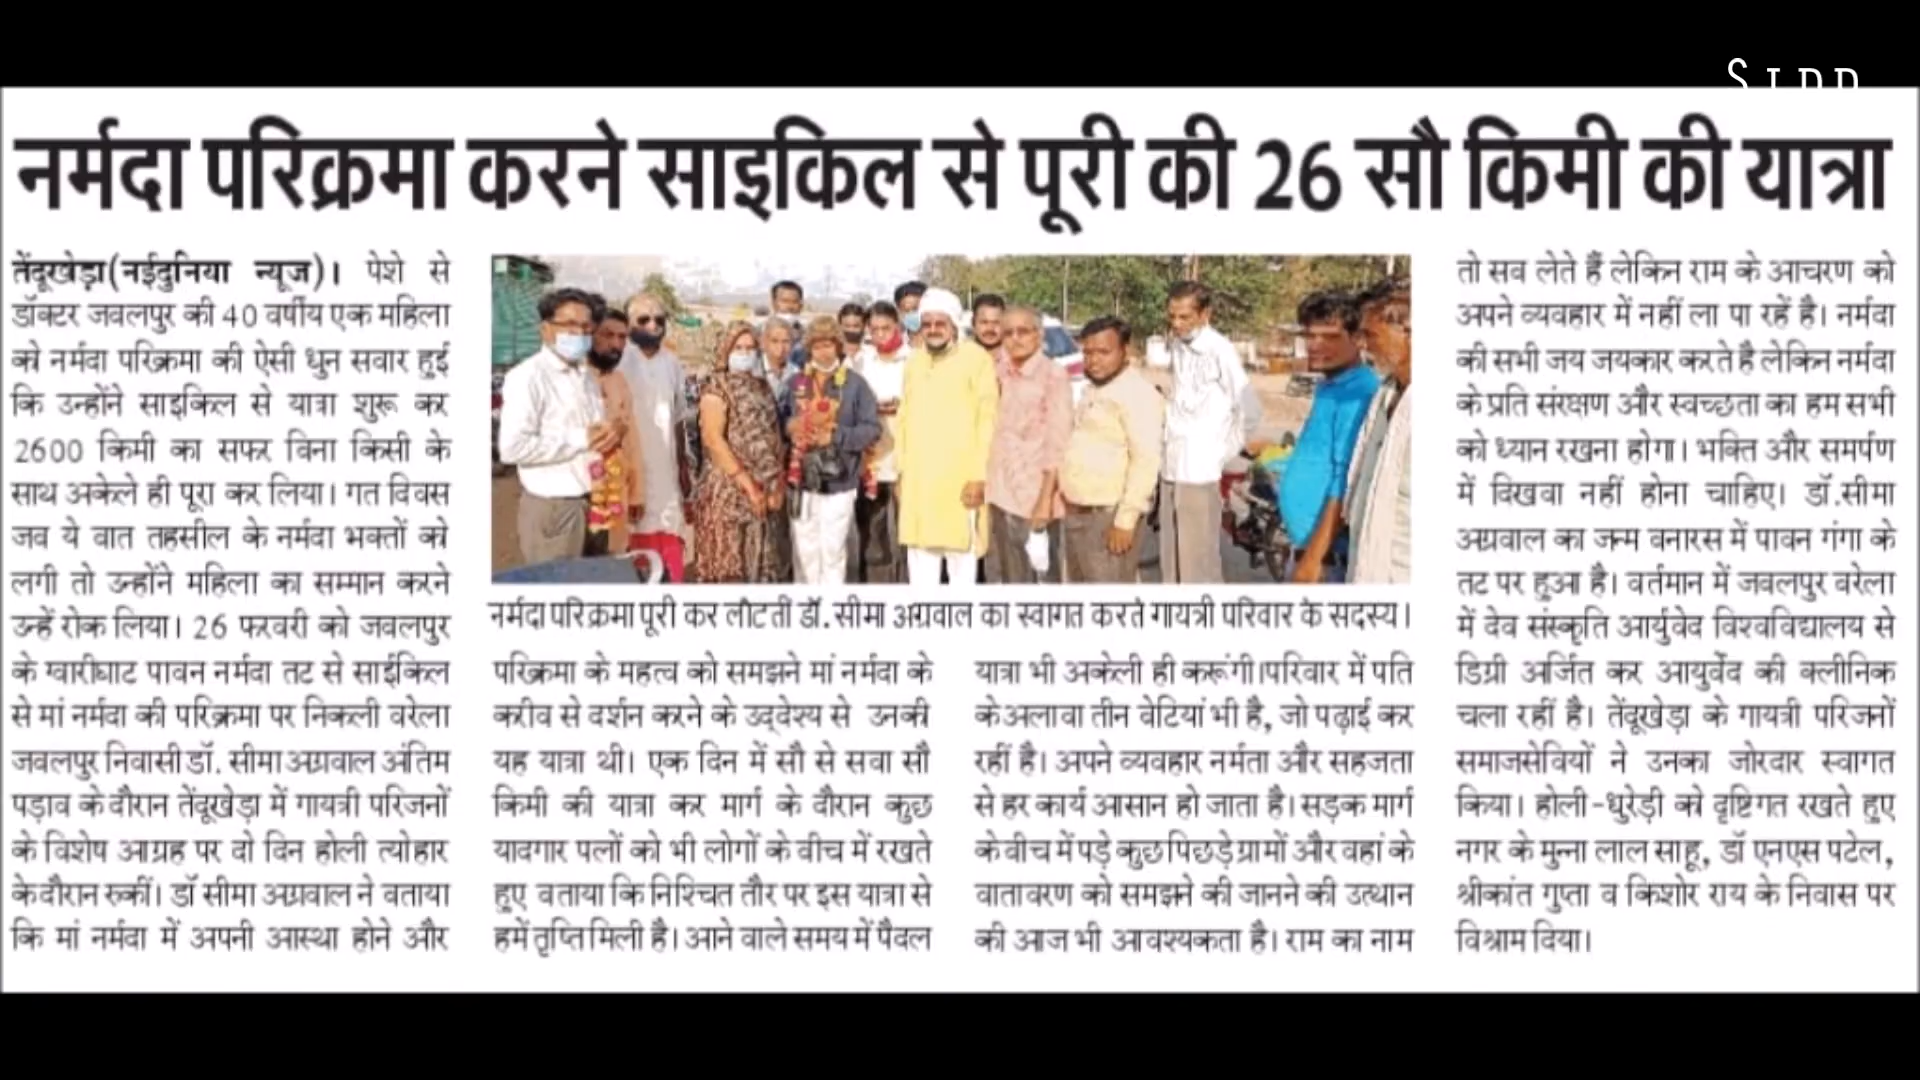 नर्मदा परिक्रमा करने साइकिल से पूरी की 26 सौ किमी की यात्रा
तेंदूखेड़ा(नईदुनिया न्यूज)। पेशे से
डॉक्टर जबलपुर की 40 वर्षीय एक महिला
को नर्मदा परिक्रमा की ऐसी धुन सवार हुई
कि उन्होंने साइकिल से यात्रा शुरू कर
2600 किमी का सफर बिना किसी के
साथ अकेले ही पूरा कर लिया। गत दिवस
जब ये बात तहसील के नर्मदा भक्तों को
लगी तो उन्होंने महिला का सम्मान करने
उन्हें रोक लिया। 26 फरवरी को जबलपुर
के ग्वारीघाट पावन नर्मदा तट से साईकिल
से मां नर्मदा की परिक्रमा पर निकली बरेला
जबलपुर निवासी डॉ. सीमा अग्रवाल अंतिम
पड़ाव के दौरान तेंदूखेड़ा में गायत्री परिजनों
के विशेष आग्रह पर दो दिन होली त्योहार
के दौरान रुकीं। डॉ सीमा अग्रवाल ने बताया
कि मां नर्मदा में अपनी आस्था होने और
नर्मदा परिक्रमा पूरी कर लौटतीं डॉ. सीमा अग्रवाल का स्वागत करते गायत्री परिवार के सदस्य।
परिक्रमा के महत्व को समझने मां नर्मदा के
करीब से दर्शन करने के उद्देश्य से उनकी
यह यात्रा थी। एक दिन में सौ से सवा सौ
किमी की यात्रा कर मार्ग के दौरान कुछ
यादगार पलों को भी लोगों के बीच में रखते
हुए बताया कि निश्चित तौर पर इस यात्रा से
हमें तृप्ति मिली है। आने वाले समय में पैदल
यात्रा भी अकेली ही करूंगी।परिवार में पति
के अलावा तीन बेटियां भी है, जो पढ़ाई कर
रहीं है। अपने व्यवहार नर्मता और सहजता
से हर कार्य आसान हो जाता है। सड़क मार्ग
के बीच में पड़े कुछ पिछड़े ग्रामों और वहां के
वातावरण को समझने की जानने की उत्थान
की आज भी आवश्यकता है। राम का नाम
तो सब लेते हैं लेकिन राम के आचरण को
अपने व्यवहार में नहीं ला पा रहें है। नर्मदा
की सभी जय जयकार करते है लेकिन नर्मदा
के प्रति संरक्षण और स्वच्छता का हम सभी
को ध्यान रखना होगा। भक्ति और समर्पण
में दिखवा नहीं होना चाहिए। डॉ.सीमा
अग्रवाल का जन्म बनारस में पावन गंगा के
तट पर हुआ है। वर्तमान में जबलपुर बरेला
में देव संस्कृति आर्युवेद विश्वविद्यालय से
डिग्री अर्जित कर आयुर्वेद की क्लीनिक
चला रहीं है। तेंदूखेड़ा के गायत्री परिजनों
समाजसेवियों ने उनका जोरदार स्वागत
किया। होली-धुरेड़ी को दृष्टिगत रखते हुए
नगर के मुन्ना लाल साहू, डॉ एनएस पटेल,
श्रीकांत गुप्ता व किशोर राय के निवास पर
विश्राम दिया।